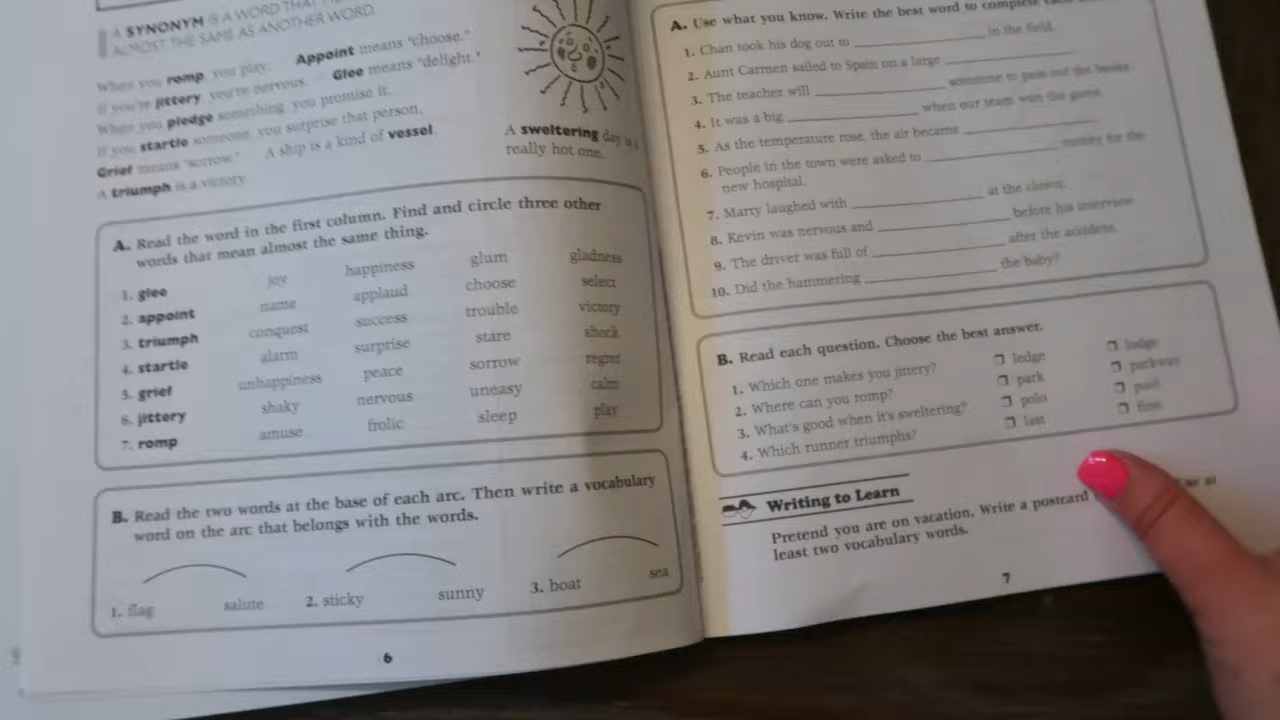 A SYNONYM IS A WORD THAT
ALMOST THE SAME AS ANOTHER WORD.
When you romp, you play. Appoint means "choose."
If you're jittery, you're nervous. Glee means "delight."
When you pledge something, you promise it.
If you startle someone, you surprise that person.
Grief means "sorrow." A ship is a kind of vessel.
A triumph is a victory.
A sweltering day is a
really hot one.
A. Read the word in the first column. Find and circle three other
words that mean almost the same thing.
1. glee joy happiness glum gladness
2. appoint name applaud choose select
3. triumph conquest success trouble victory
4. startle alarm surprise stare shock
5. grief unhappiness peace sorrow regret
6. jittery shaky nervous uneasy calm
7. romp amuse frolic sleep play
B. Read the two words at the base of each arc. Then write a vocabulary
word on the arc that belongs with the words.
1. flag salute 2. sticky sunny 3. boat sea
6
A. Use what you know. Write the best word to complete
1. Chan took his dog out to in the field.
2. Aunt Carmen sailed to Spain on a large
3. The teacher will someone to pass out the books.
4. It was a big when our team won the game.
5. As the temperature rose, the air became
6. People in the town were asked to money for the
new hospital.
7. Marty laughed with at the clown.
8. Kevin was nervous and before his interview.
9. The driver was full of after the accident.
10. Did the hammering the baby?
B. Read each question. Choose the best answer.
1. Which one makes you jittery? ledge lodge
2. Where can you romp? park parkway
3. What's good when it's sweltering? polo pool
4. Which runner triumphs? last first
Writing to Learn
Pretend you are on vacation. Write a postcard
least two vocabulary words.
7